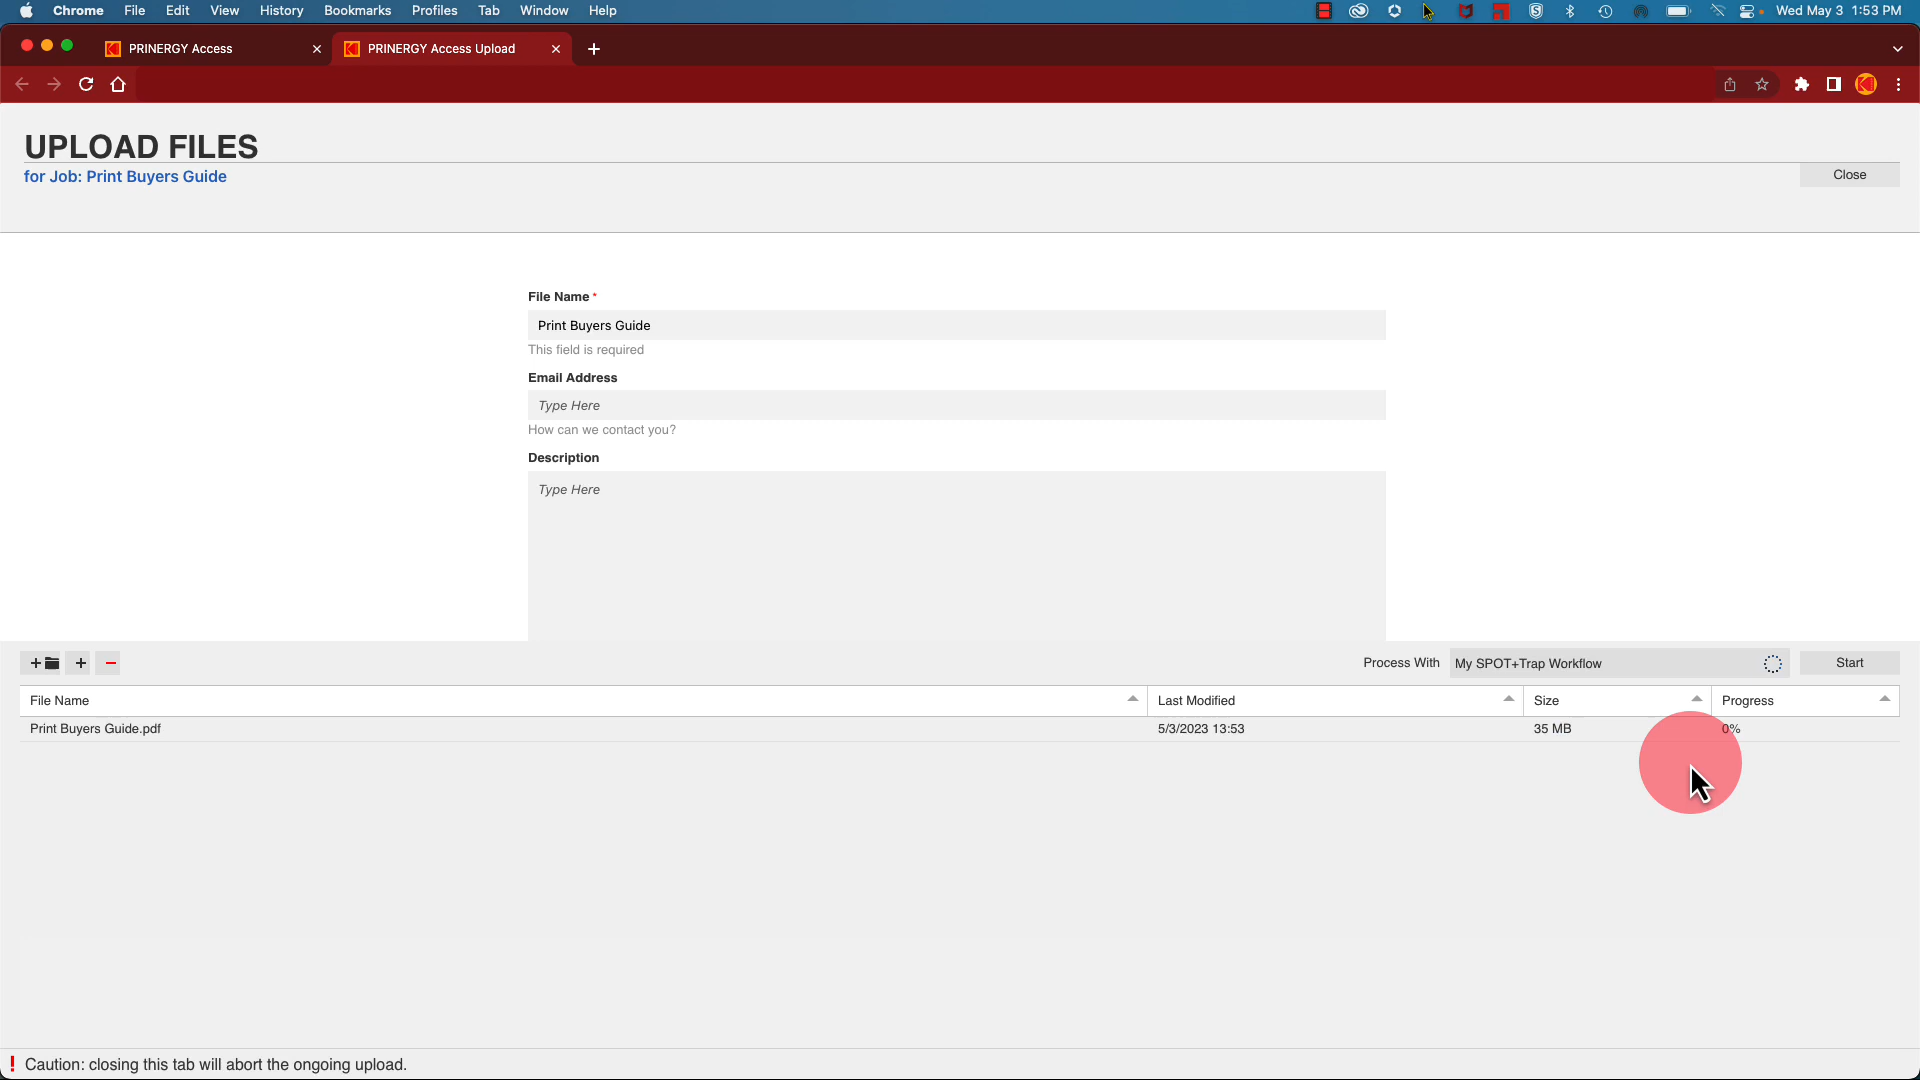 Chrome File Edit View History Bookmarks Profiles Tab Window Help Wed May 3 1:53 PM
PRINERGY Access PRINERGY Access Upload
UPLOAD FILES
for Job: Print Buyers Guide
Close
File Name *
Print Buyers Guide
This field is required
Email Address
Type Here
How can we contact you?
Description
Type Here
Process With My SPOT+Trap Workflow Start
File Name Last Modified Size Progress
Print Buyers Guide.pdf 5/3/2023 13:53 35 MB 0%
! Caution: closing this tab will abort the ongoing upload.